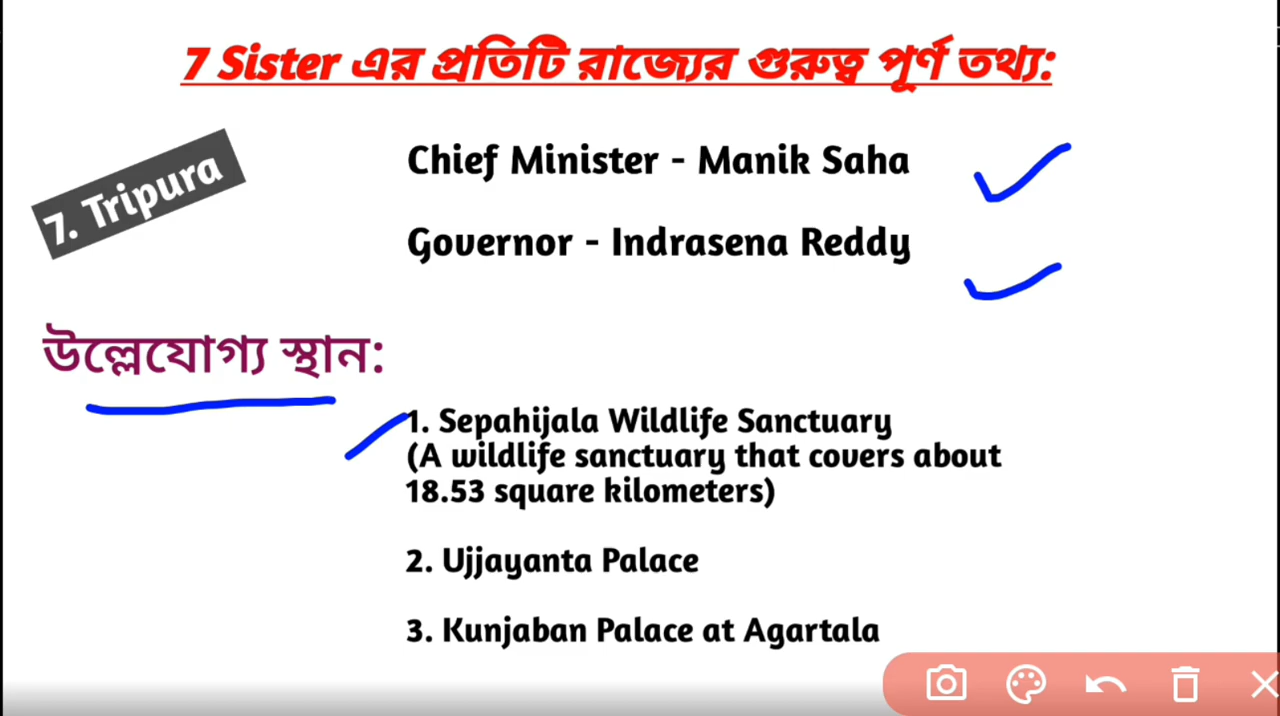 7 Sister এর প্রতিটি রাজ্যের গুরুত্ব পূর্ণ তথ্য:
7. Tripura
Chief Minister - Manik Saha
Governor - Indrasena Reddy
উল্লেযোগ্য স্থান:
1. Sepahijala Wildlife Sanctuary
(A wildlife sanctuary that covers about
18.53 square kilometers)
2. Ujjayanta Palace
3. Kunjaban Palace at Agartala